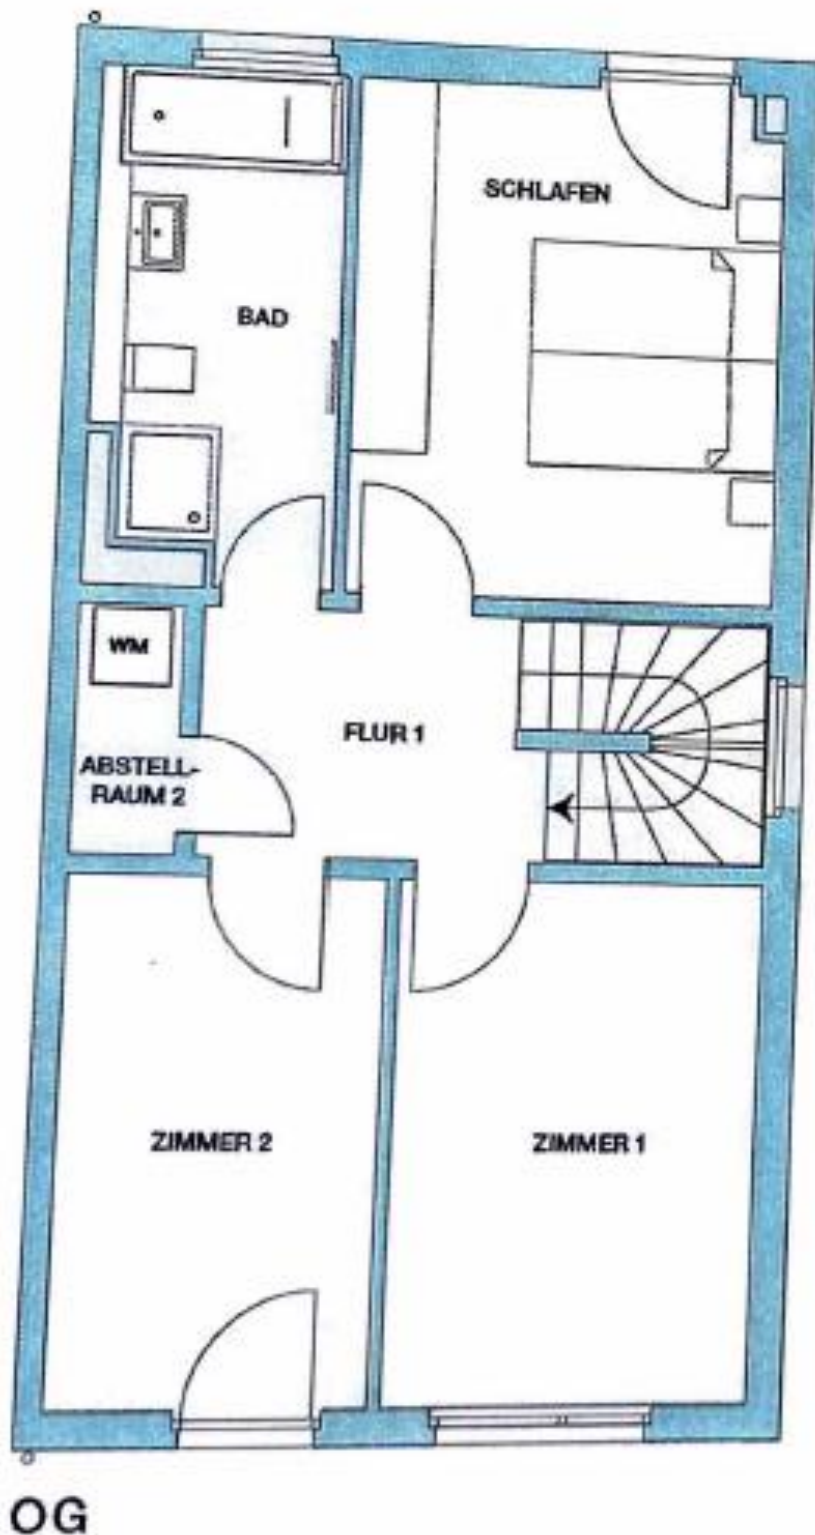 SCHLAFEN
BAD
WM
FLUR 1
ABSTELL-
RAUM 2
ZIMMER 2
ZIMMER 1
OG